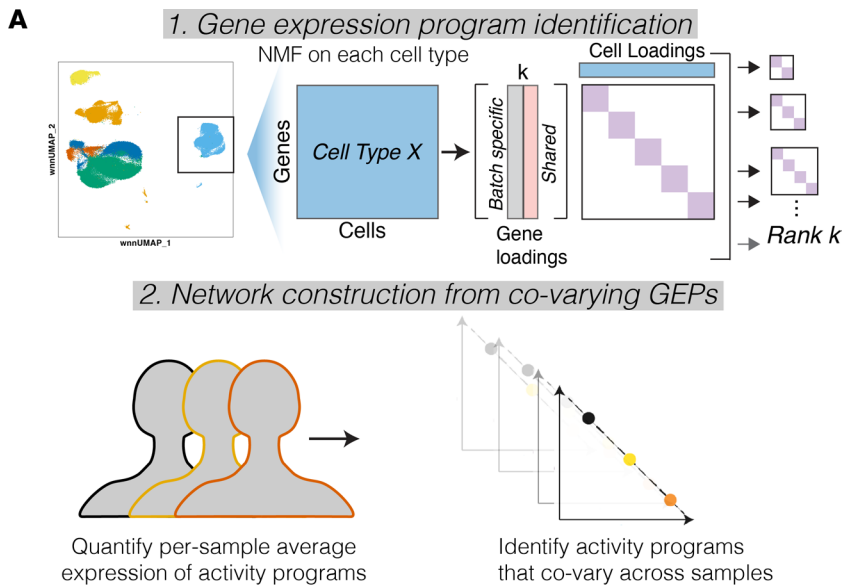 A
1. Gene expression program identification
NMF on each cell type
wnnUMAP_2
wnnUMAP_1
Genes
Cell Type X
Cells
k
Batch specific
Shared
Gene
loadings
Cell Loadings
⋮
Rank k
2. Network construction from co-varying GEPs
Quantify per-sample average
expression of activity programs
Identify activity programs
that co-vary across samples